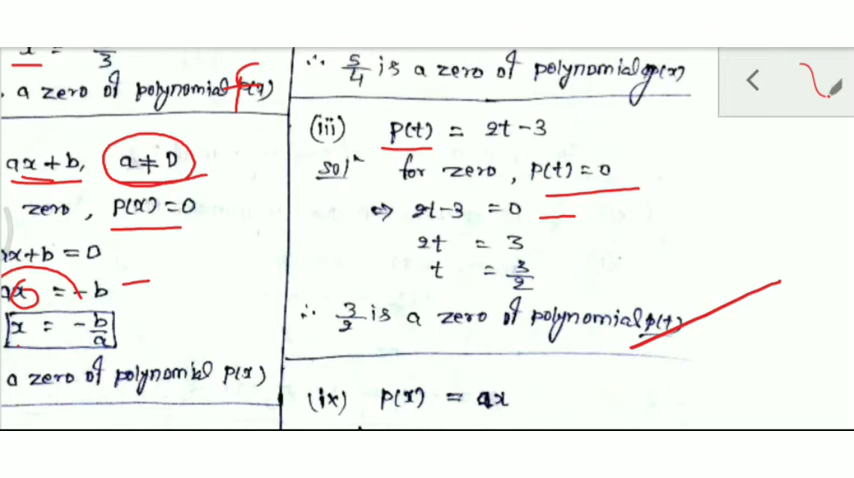 x = /3
a zero of polynomial p(x)
ax+b, a≠0
zero, p(x)=0
ax+b=0
ax = -b
x = -b/a
a zero of polynomial p(x)
∴ 5/4 is a zero of polynomial p(x)
(iii) p(t) = 2t-3
Solⁿ for zero, p(t)=0
⇒ 2t-3 = 0
2t = 3
t = 3/2
∴ 3/2 is a zero of polynomial p(t)
(ix) p(x) = ax